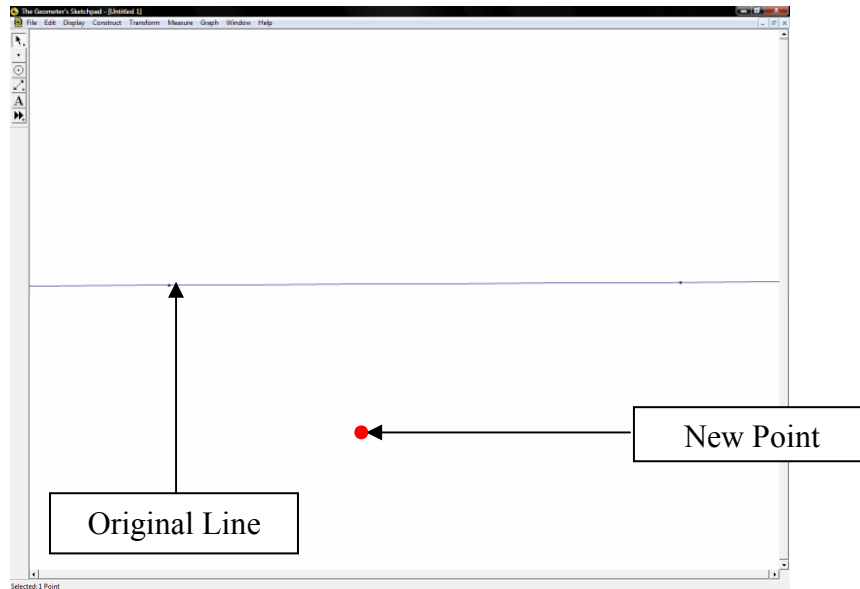 The Geometer's Sketchpad - [Untitled 1]
File Edit Display Construct Transform Measure Graph Window Help
A
New Point
Original Line
Selected: 1 Point